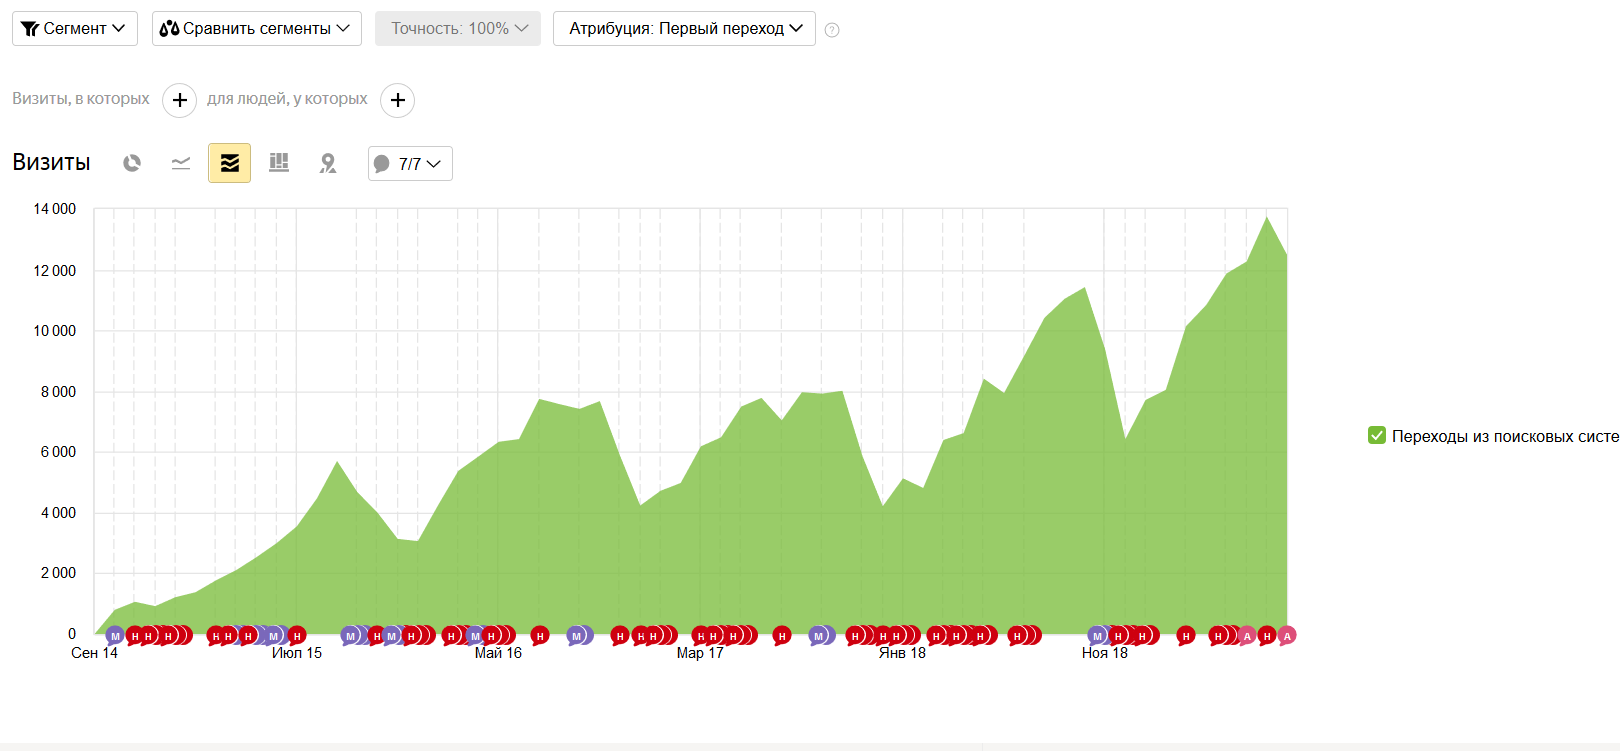 Сегмент Сравнить сегменты Точность: 100% Атрибуция: Первый переход ?
Визиты, в которых + для людей, у которых +
Визиты 7/7
14 000
12 000
10 000
8 000
6 000
4 000
2 000
0
Переходы из поисковых систе
М Н Н Н Н Н Н М Н М Н М Н Н М Н Н М Н Н Н Н Н Н Н М Н Н Н Н Н Н Н Н М Н Н Н Н А Н А
Сен 14 Июл 15 Май 16 Мар 17 Янв 18 Ноя 18